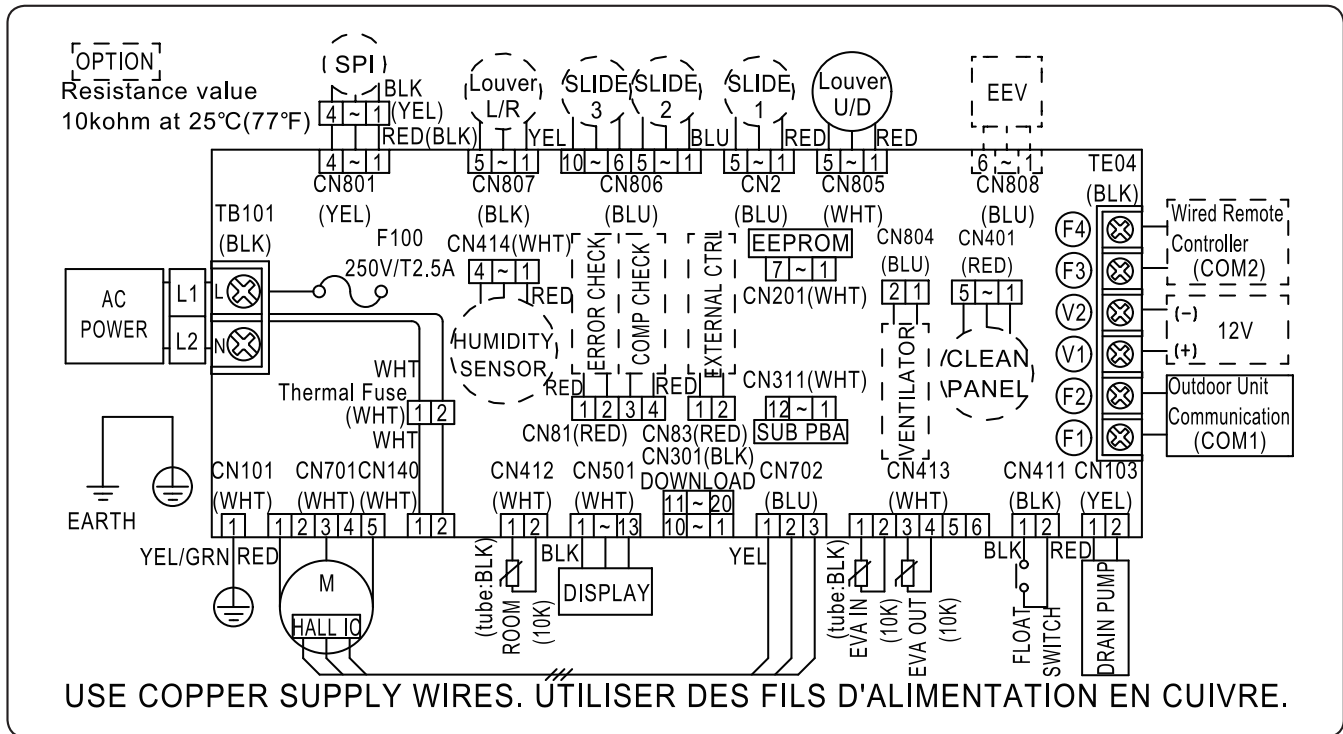 OPTION
Resistance value
10kohm at 25°C(77°F)
SPI
BLK
4 ~ 1
(YEL)
RED(BLK)
4 ~ 1
CN801
(YEL)
Louver
L/R
YEL
5 ~ 1
CN807
(BLK)
SLIDE
3
SLIDE
2
BLU
10 ~ 6 5 ~ 1
CN806
(BLU)
SLIDE
1
RED
5 ~ 1
CN2
(BLU)
Louver
U/D
RED
5 ~ 1
CN805
(WHT)
EEV
6 ~ 1
CN808
(BLU)
TE04
(BLK)
TB101
(BLK)
F100
250V/T2.5A
AC
POWER
L1
L2
L
N
CN414(WHT)
4 ~ 1
RED
HUMIDITY
SENSOR
ERROR CHECK
COMP CHECK
RED
1 2 3 4
CN81(RED)
EXTERNAL CTRL
RED
1 2
CN83(RED)
EEPROM
7 ~ 1
CN201(WHT)
CN311(WHT)
12 ~ 1
SUB PBA
CN804
(BLU)
2 1
VENTILATOR
CN401
(RED)
5 ~ 1
CLEAN
PANEL
F4
F3
V2
V1
F2
F1
Wired Remote
Controller
(COM2)
(−)
12V
(+)
Outdoor Unit
Communication
(COM1)
WHT
Thermal Fuse
(WHT)
1 2
WHT
EARTH
CN101
(WHT)
1
YEL/GRN
CN701
(WHT)
1 2 3 4 5
RED
M
HALL IC
CN140
(WHT)
1 2
CN412
(WHT)
1 2
(tube:BLK)
ROOM
(10K)
CN501
(WHT)
1 ~ 13
BLK
DISPLAY
CN301(BLK)
DOWNLOAD
11 ~ 20
10 ~ 1
CN702
(BLU)
1 2 3
YEL
CN413
(WHT)
1 2 3 4 5 6
(tube:BLK)
EVA IN
(10K)
EVA OUT
(10K)
CN411
(BLK)
1 2
BLK
FLOAT
SWITCH
CN103
(YEL)
1 2
RED
DRAIN PUMP
USE COPPER SUPPLY WIRES. UTILISER DES FILS D'ALIMENTATION EN CUIVRE.